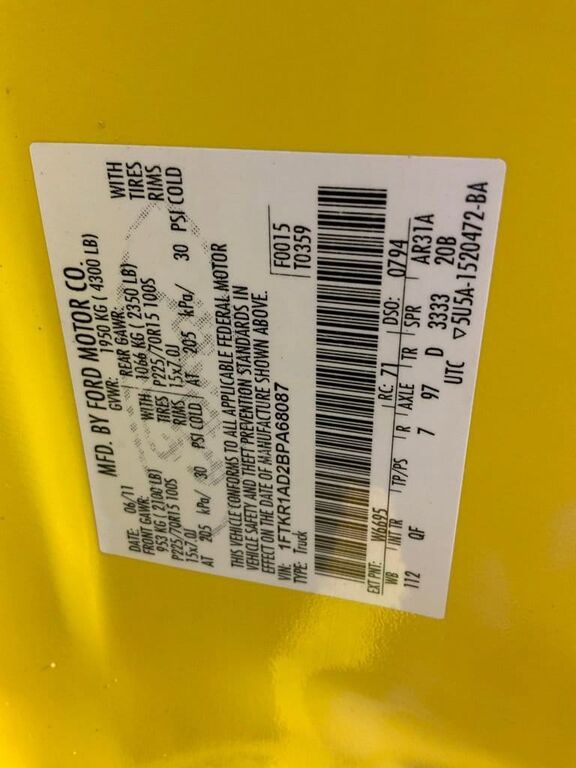 MFD. BY FORD MOTOR CO.
DATE: 06/11 GVWR: 1950 KG ( 4300 LB)
FRONT GAWR: REAR GAWR: WITH
953 KG ( 2100 LB) WITH 1066 KG ( 2350 LB) TIRES
P225/70R15 100S TIRES P225/70R15 100S RIMS
15x7.0J RIMS 15x7.0J
AT 205 kPa/ 30 PSI COLD AT 205 kPa/ 30 PSI COLD
THIS VEHICLE CONFORMS TO ALL APPLICABLE FEDERAL MOTOR
VEHICLE SAFETY AND THEFT PREVENTION STANDARDS IN
EFFECT ON THE DATE OF MANUFACTURE SHOWN ABOVE.
VIN: 1FTKR1AD2BPA68087 F0015
TYPE: Truck T0359
EXT PNT: W6695 RC: 71 DSO: 0794
WB INT TR TP/PS R AXLE TR SPR AR31A
112 QF 7 97 D 3333 20B
UTC ▽5U5A-1520472-BA